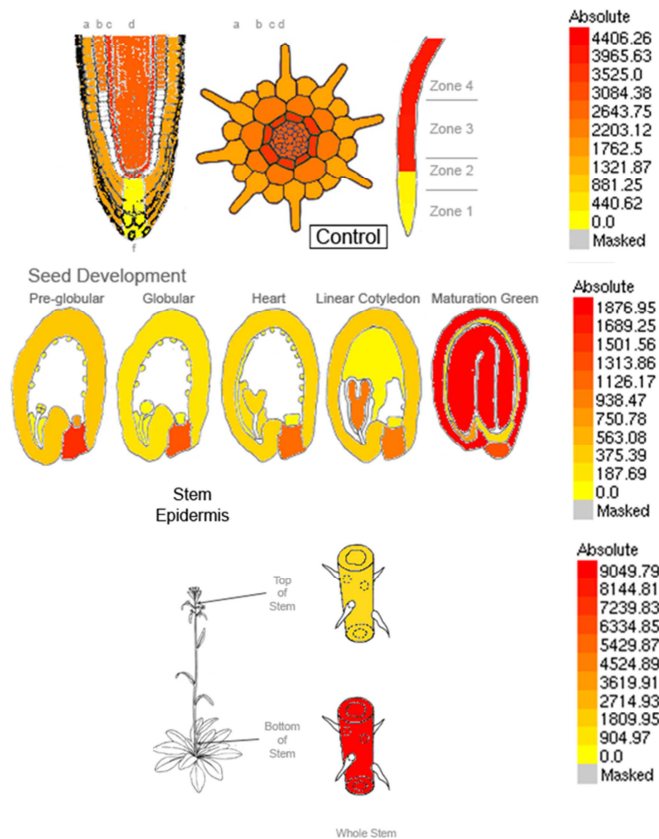 a b c d
a b c d
Zone 4
Zone 3
Zone 2
Zone 1
Control
f
Absolute
4406.26
3965.63
3525.0
3084.38
2643.75
2203.12
1762.5
1321.87
881.25
440.62
0.0
Masked
Seed Development
Pre-globular Globular Heart Linear Cotyledon Maturation Green
Absolute
1876.95
1689.25
1501.56
1313.86
1126.17
938.47
750.78
563.08
375.39
187.69
0.0
Masked
Stem
Epidermis
Top
of
Stem
Bottom
of
Stem
Whole Stem
Absolute
9049.79
8144.81
7239.83
6334.85
5429.87
4524.89
3619.91
2714.93
1809.95
904.97
0.0
Masked